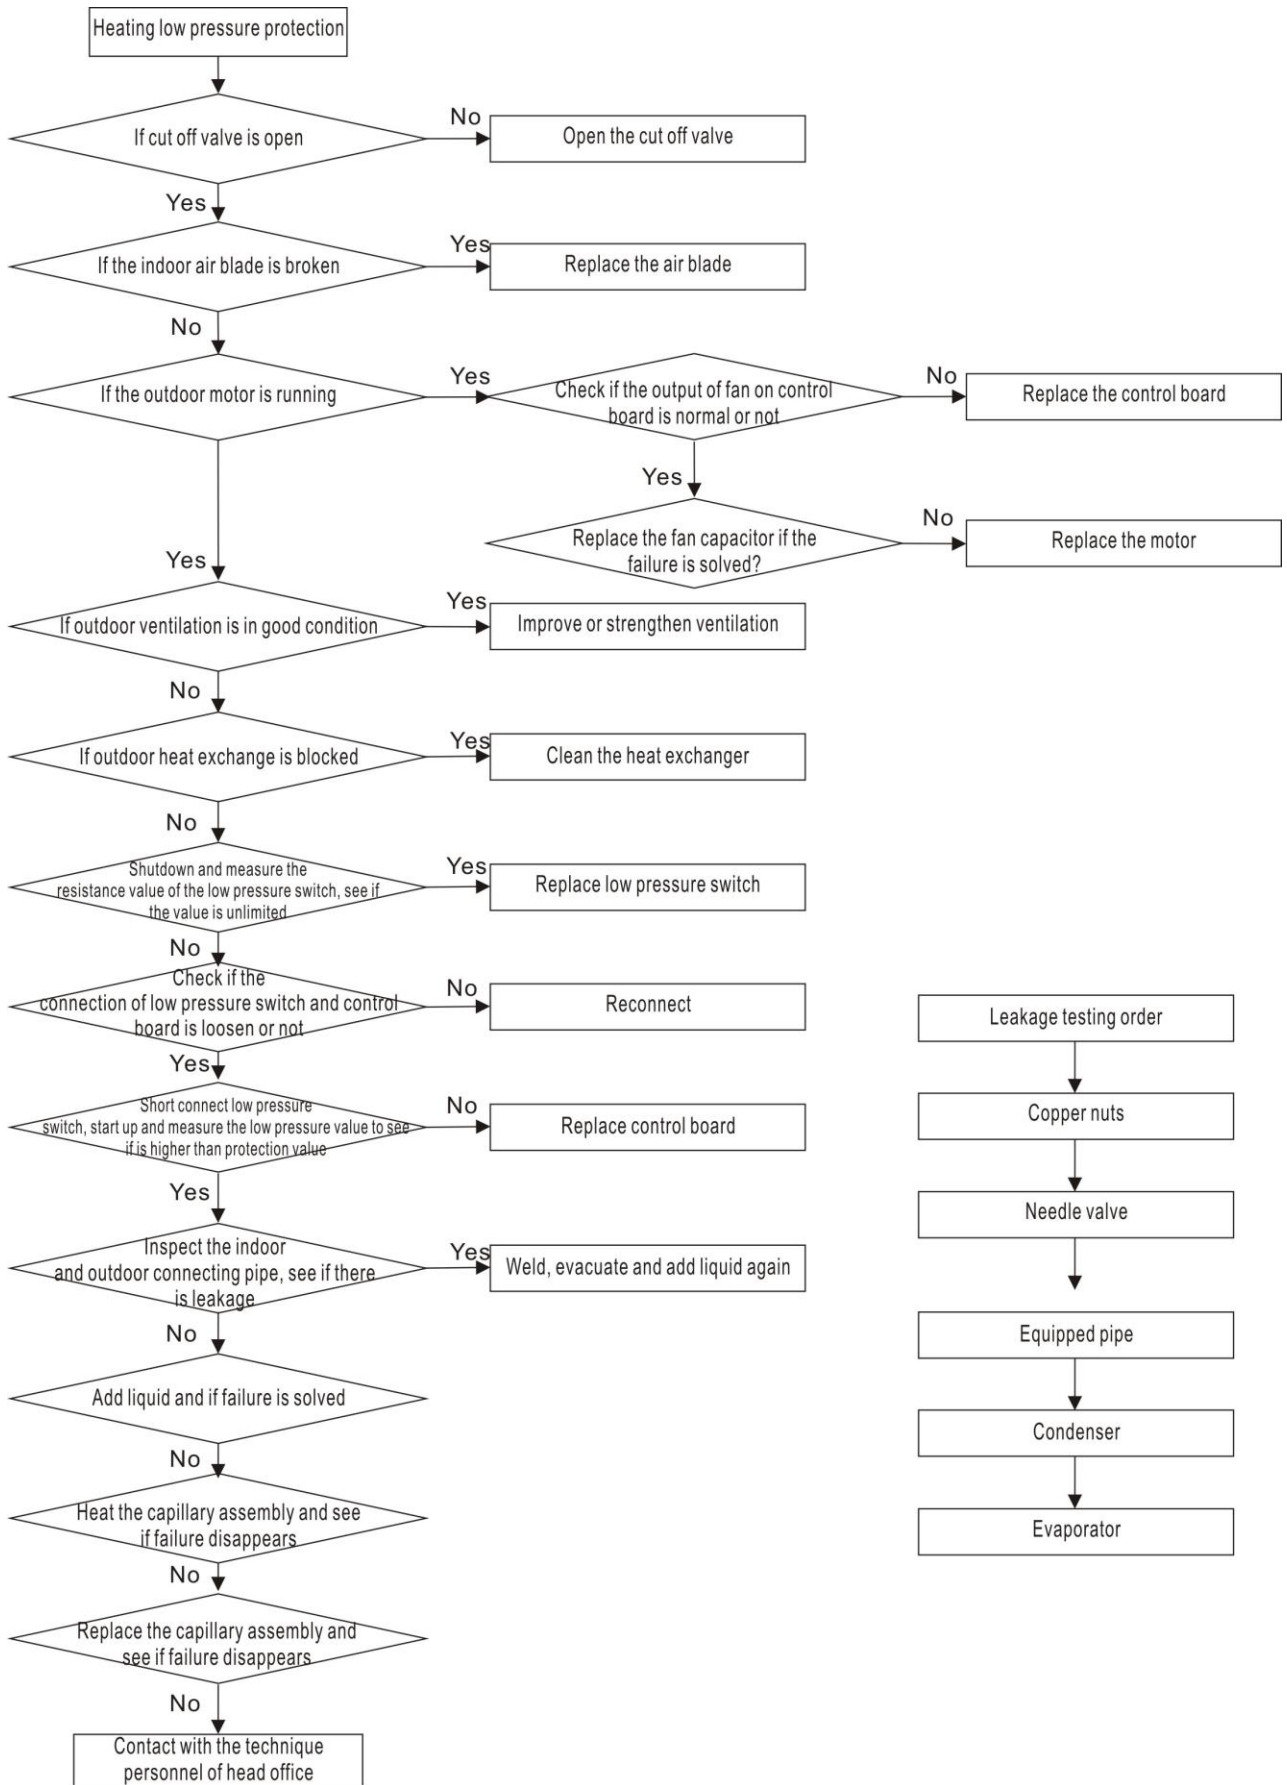 Heating low pressure protection
If cut off valve is open
No
Open the cut off valve
Yes
If the indoor air blade is broken
Yes
Replace the air blade
No
If the outdoor motor is running
Yes
Check if the output of fan on control
board is normal or not
No
Replace the control board
Yes
Replace the fan capacitor if the
failure is solved?
No
Replace the motor
Yes
If outdoor ventilation is in good condition
Yes
Improve or strengthen ventilation
No
If outdoor heat exchange is blocked
Yes
Clean the heat exchanger
No
Shutdown and measure the
resistance value of the low pressure switch, see if
the value is unlimited
Yes
Replace low pressure switch
No
Check if the
connection of low pressure switch and control
board is loosen or not
No
Reconnect
Yes
Short connect low pressure
switch, start up and measure the low pressure value to see
if is higher than protection value
No
Replace control board
Yes
Inspect the indoor
and outdoor connecting pipe, see if there
is leakage
Yes
Weld, evacuate and add liquid again
No
Add liquid and if failure is solved
No
Heat the capillary assembly and see
if failure disappears
No
Replace the capillary assembly and
see if failure disappears
No
Contact with the technique
personnel of head office
Leakage testing order
Copper nuts
Needle valve
Equipped pipe
Condenser
Evaporator